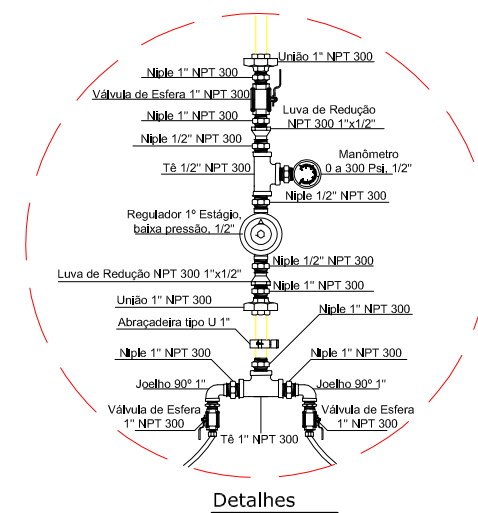 União 1" NPT 300
Niple 1" NPT 300
Válvula de Esfera 1" NPT 300
Luva de Redução
NPT 300 1"x1/2"
Niple 1" NPT 300
Niple 1/2" NPT 300
Manômetro
0 a 300 Psi, 1/2"
Tê 1/2" NPT 300
Niple 1/2" NPT 300
Regulador 1º Estágio,
baixa pressão, 1/2"
Niple 1/2" NPT 300
Luva de Redução NPT 300 1"x1/2"
Niple 1" NPT 300
União 1" NPT 300
Niple 1" NPT 300
Abraçadeira tipo U 1"
Niple 1" NPT 300
Niple 1" NPT 300
Joelho 90º 1"
Joelho 90º 1"
Válvula de Esfera
1" NPT 300
Válvula de Esfera
1" NPT 300
Tê 1" NPT 300
Detalhes